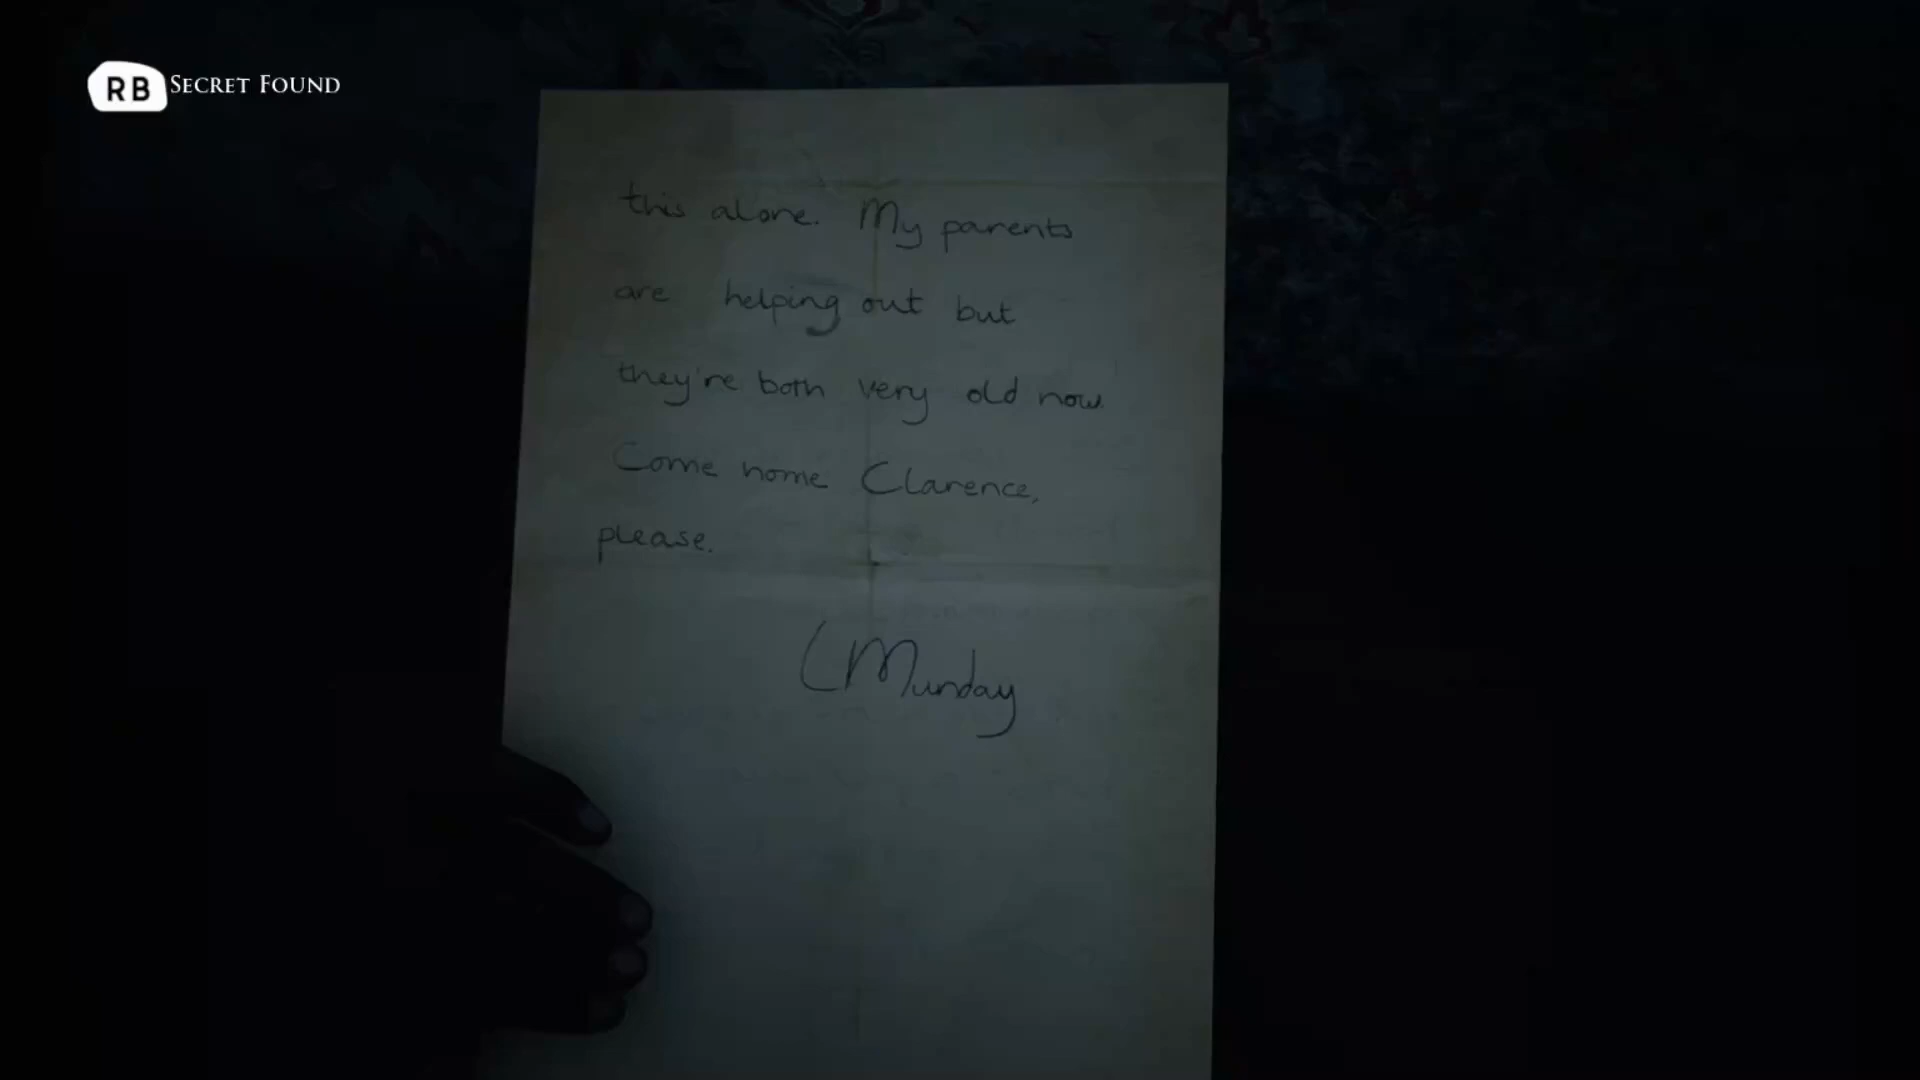 RB Secret Found
this alone. My parents
are helping out but
they're both very old now.
Come home Clarence,
please.
LMunday